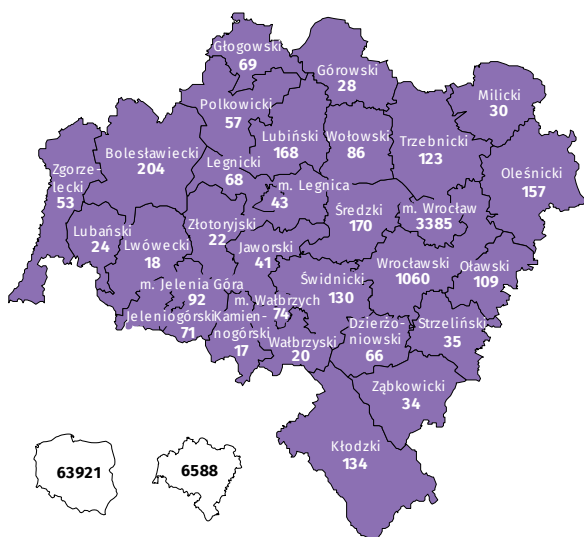 Głogowski
69
Górowski
28
Milicki
30
Polkowicki
57
Lubiński
168
Wołowski
86
Trzebnicki
123
Bolesławiecki
204
Zgorze-
lecki
53
Legnicki
68
m. Legnica
43
Oleśnicki
157
Lubański
24
Lwówecki
18
Złotoryjski
22
Jaworski
41
Średzki
170
m. Wrocław
3385
Wrocławski
1060
Oławski
109
m. Jelenia Góra
92
Jeleniogórski
71
Kamien-
nogórski
17
m. Wałbrzych
74
Wałbrzyski
20
Świdnicki
130
Dzierżo-
niowski
66
Strzeliński
35
Ząbkowicki
34
Kłodzki
134
63921
6588